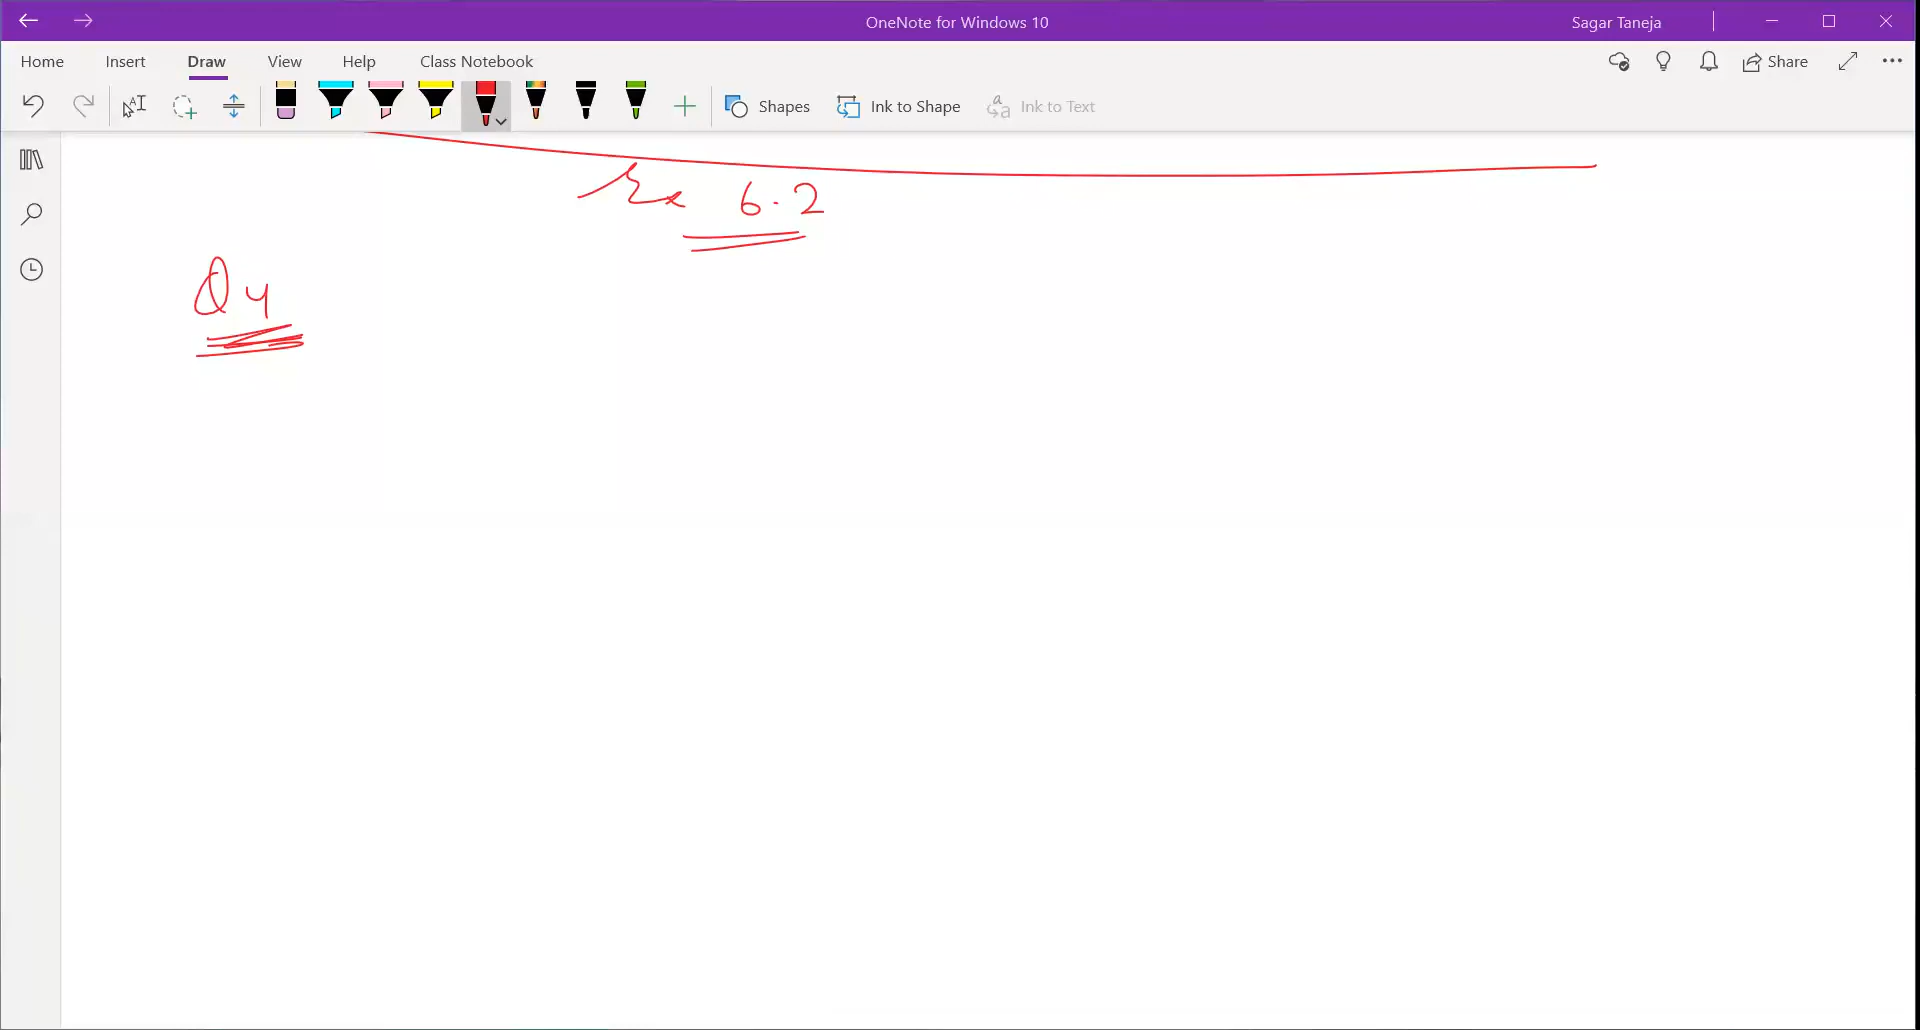 OneNote for Windows 10
Sagar Taneja
Home Insert Draw View Help Class Notebook
Share
Shapes Ink to Shape Ink to Text
Ex 6.2
Q4